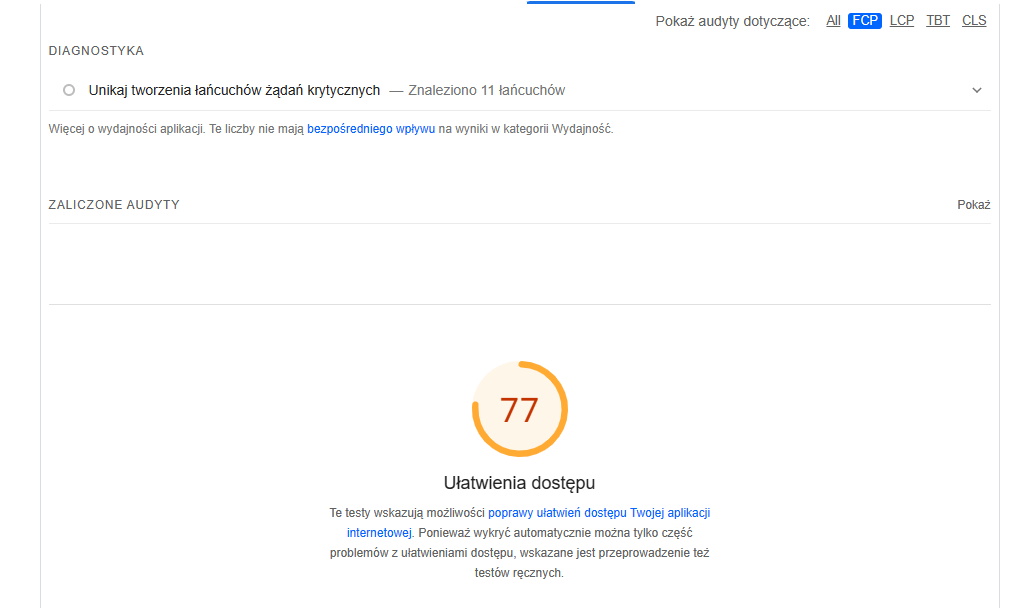 Pokaż audyty dotyczące: All FCP LCP TBT CLS
DIAGNOSTYKA
Unikaj tworzenia łańcuchów żądań krytycznych — Znaleziono 11 łańcuchów
Więcej o wydajności aplikacji. Te liczby nie mają bezpośredniego wpływu na wyniki w kategorii Wydajność.
ZALICZONE AUDYTY Pokaż
77
Ułatwienia dostępu
Te testy wskazują możliwości poprawy ułatwień dostępu Twojej aplikacji
internetowej. Ponieważ wykryć automatycznie można tylko część
problemów z ułatwieniami dostępu, wskazane jest przeprowadzenie też
testów ręcznych.